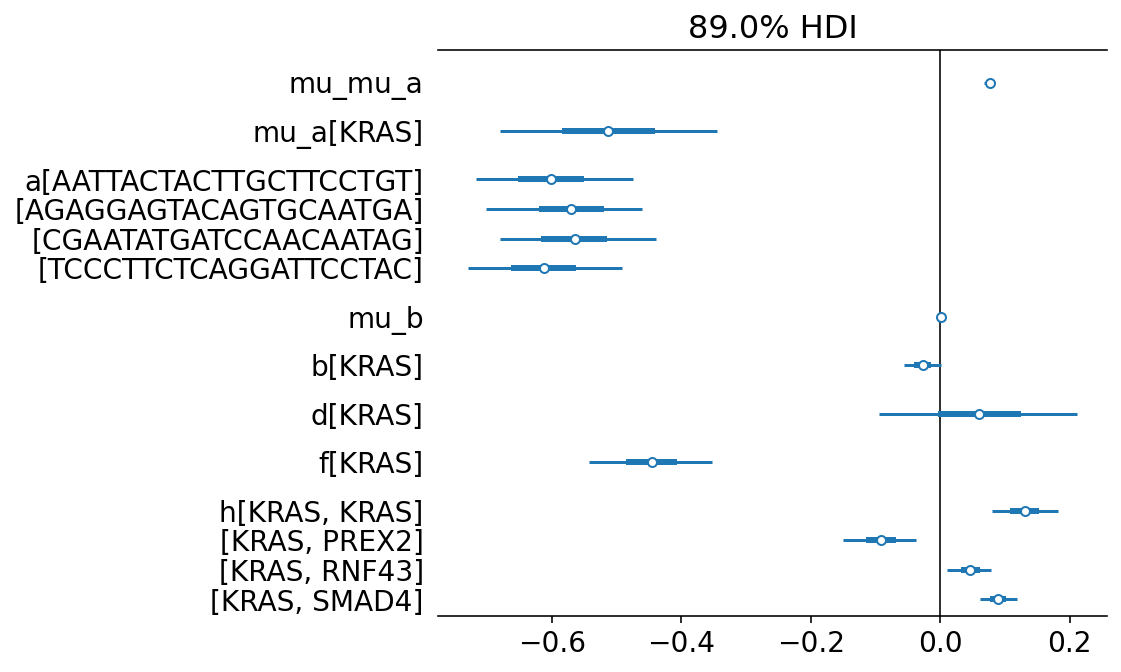 89.0% HDI
mu_mu_a
mu_a[KRAS]
a[AATTACTACTTGCTTCCTGT]
[AGAGGAGTACAGTGCAATGA]
[CGAATATGATCCAACAATAG]
[TCCCTTCTCAGGATTCCTAC]
mu_b
b[KRAS]
d[KRAS]
f[KRAS]
h[KRAS, KRAS]
[KRAS, PREX2]
[KRAS, RNF43]
[KRAS, SMAD4]
−0.6 −0.4 −0.2 0.0 0.2